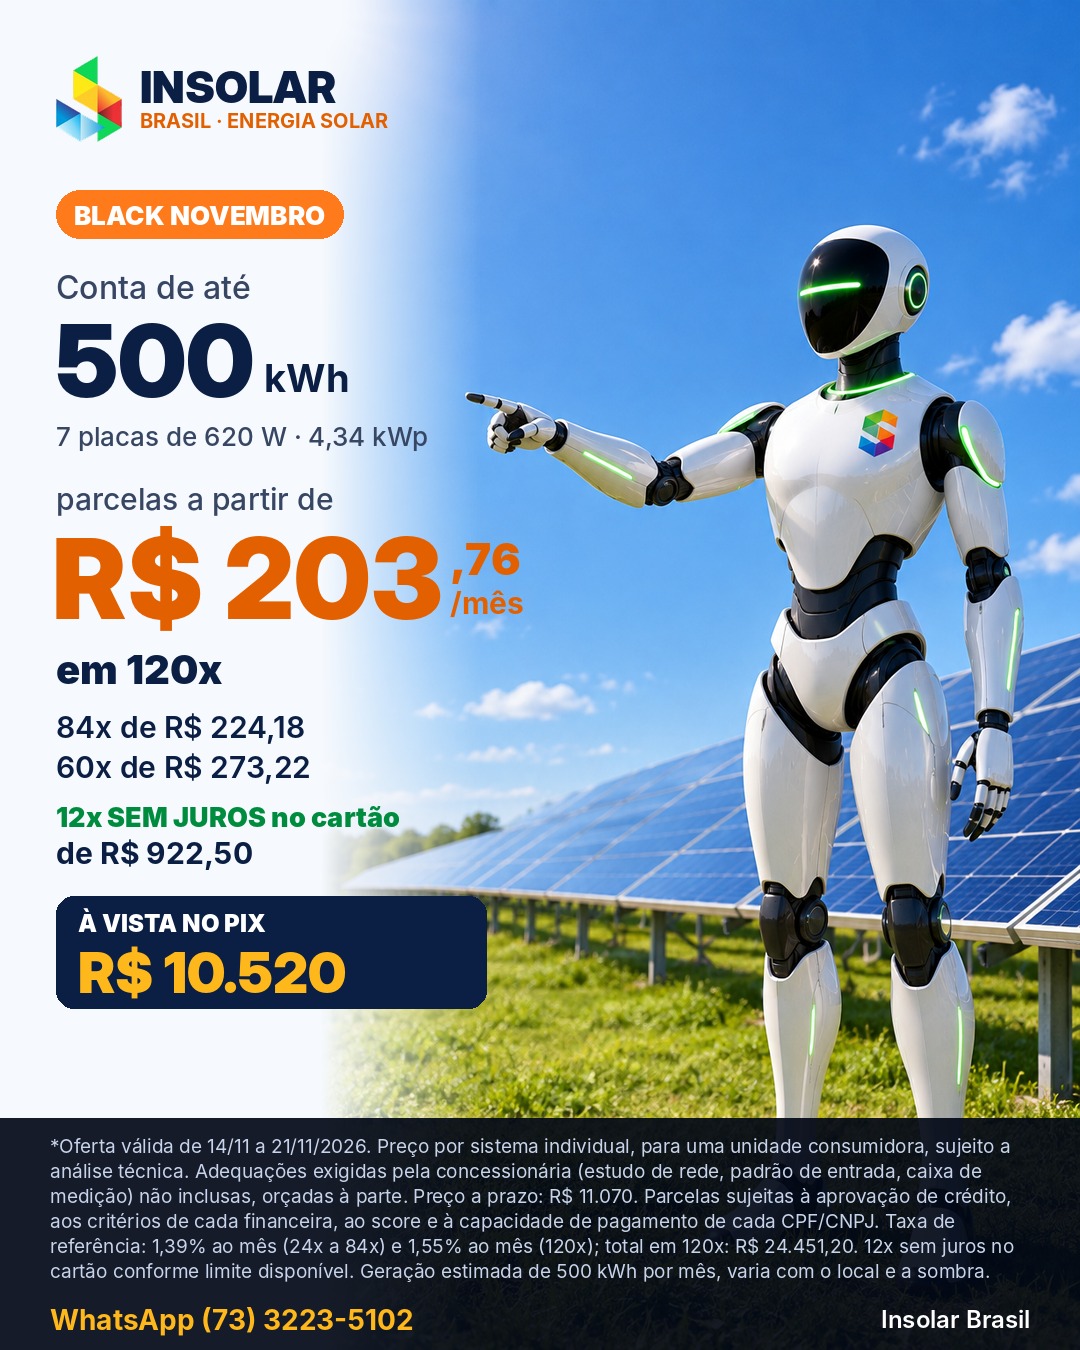 INSOLAR
BRASIL · ENERGIA SOLAR
BLACK NOVEMBRO
Conta de até
500 kWh
7 placas de 620 W · 4,34 kWp
parcelas a partir de
R$ 203,76
/mês
em 120x
84x de R$ 224,18
60x de R$ 273,22
12x SEM JUROS no cartão
de R$ 922,50
À VISTA NO PIX
R$ 10.520
*Oferta válida de 14/11 a 21/11/2026. Preço por sistema individual, para uma unidade consumidora, sujeito a
análise técnica. Adequações exigidas pela concessionária (estudo de rede, padrão de entrada, caixa de
medição) não inclusas, orçadas à parte. Preço a prazo: R$ 11.070. Parcelas sujeitas à aprovação de crédito,
aos critérios de cada financeira, ao score e à capacidade de pagamento de cada CPF/CNPJ. Taxa de
referência: 1,39% ao mês (24x a 84x) e 1,55% ao mês (120x); total em 120x: R$ 24.451,20. 12x sem juros no
cartão conforme limite disponível. Geração estimada de 500 kWh por mês, varia com o local e a sombra.
WhatsApp (73) 3223-5102
Insolar Brasil